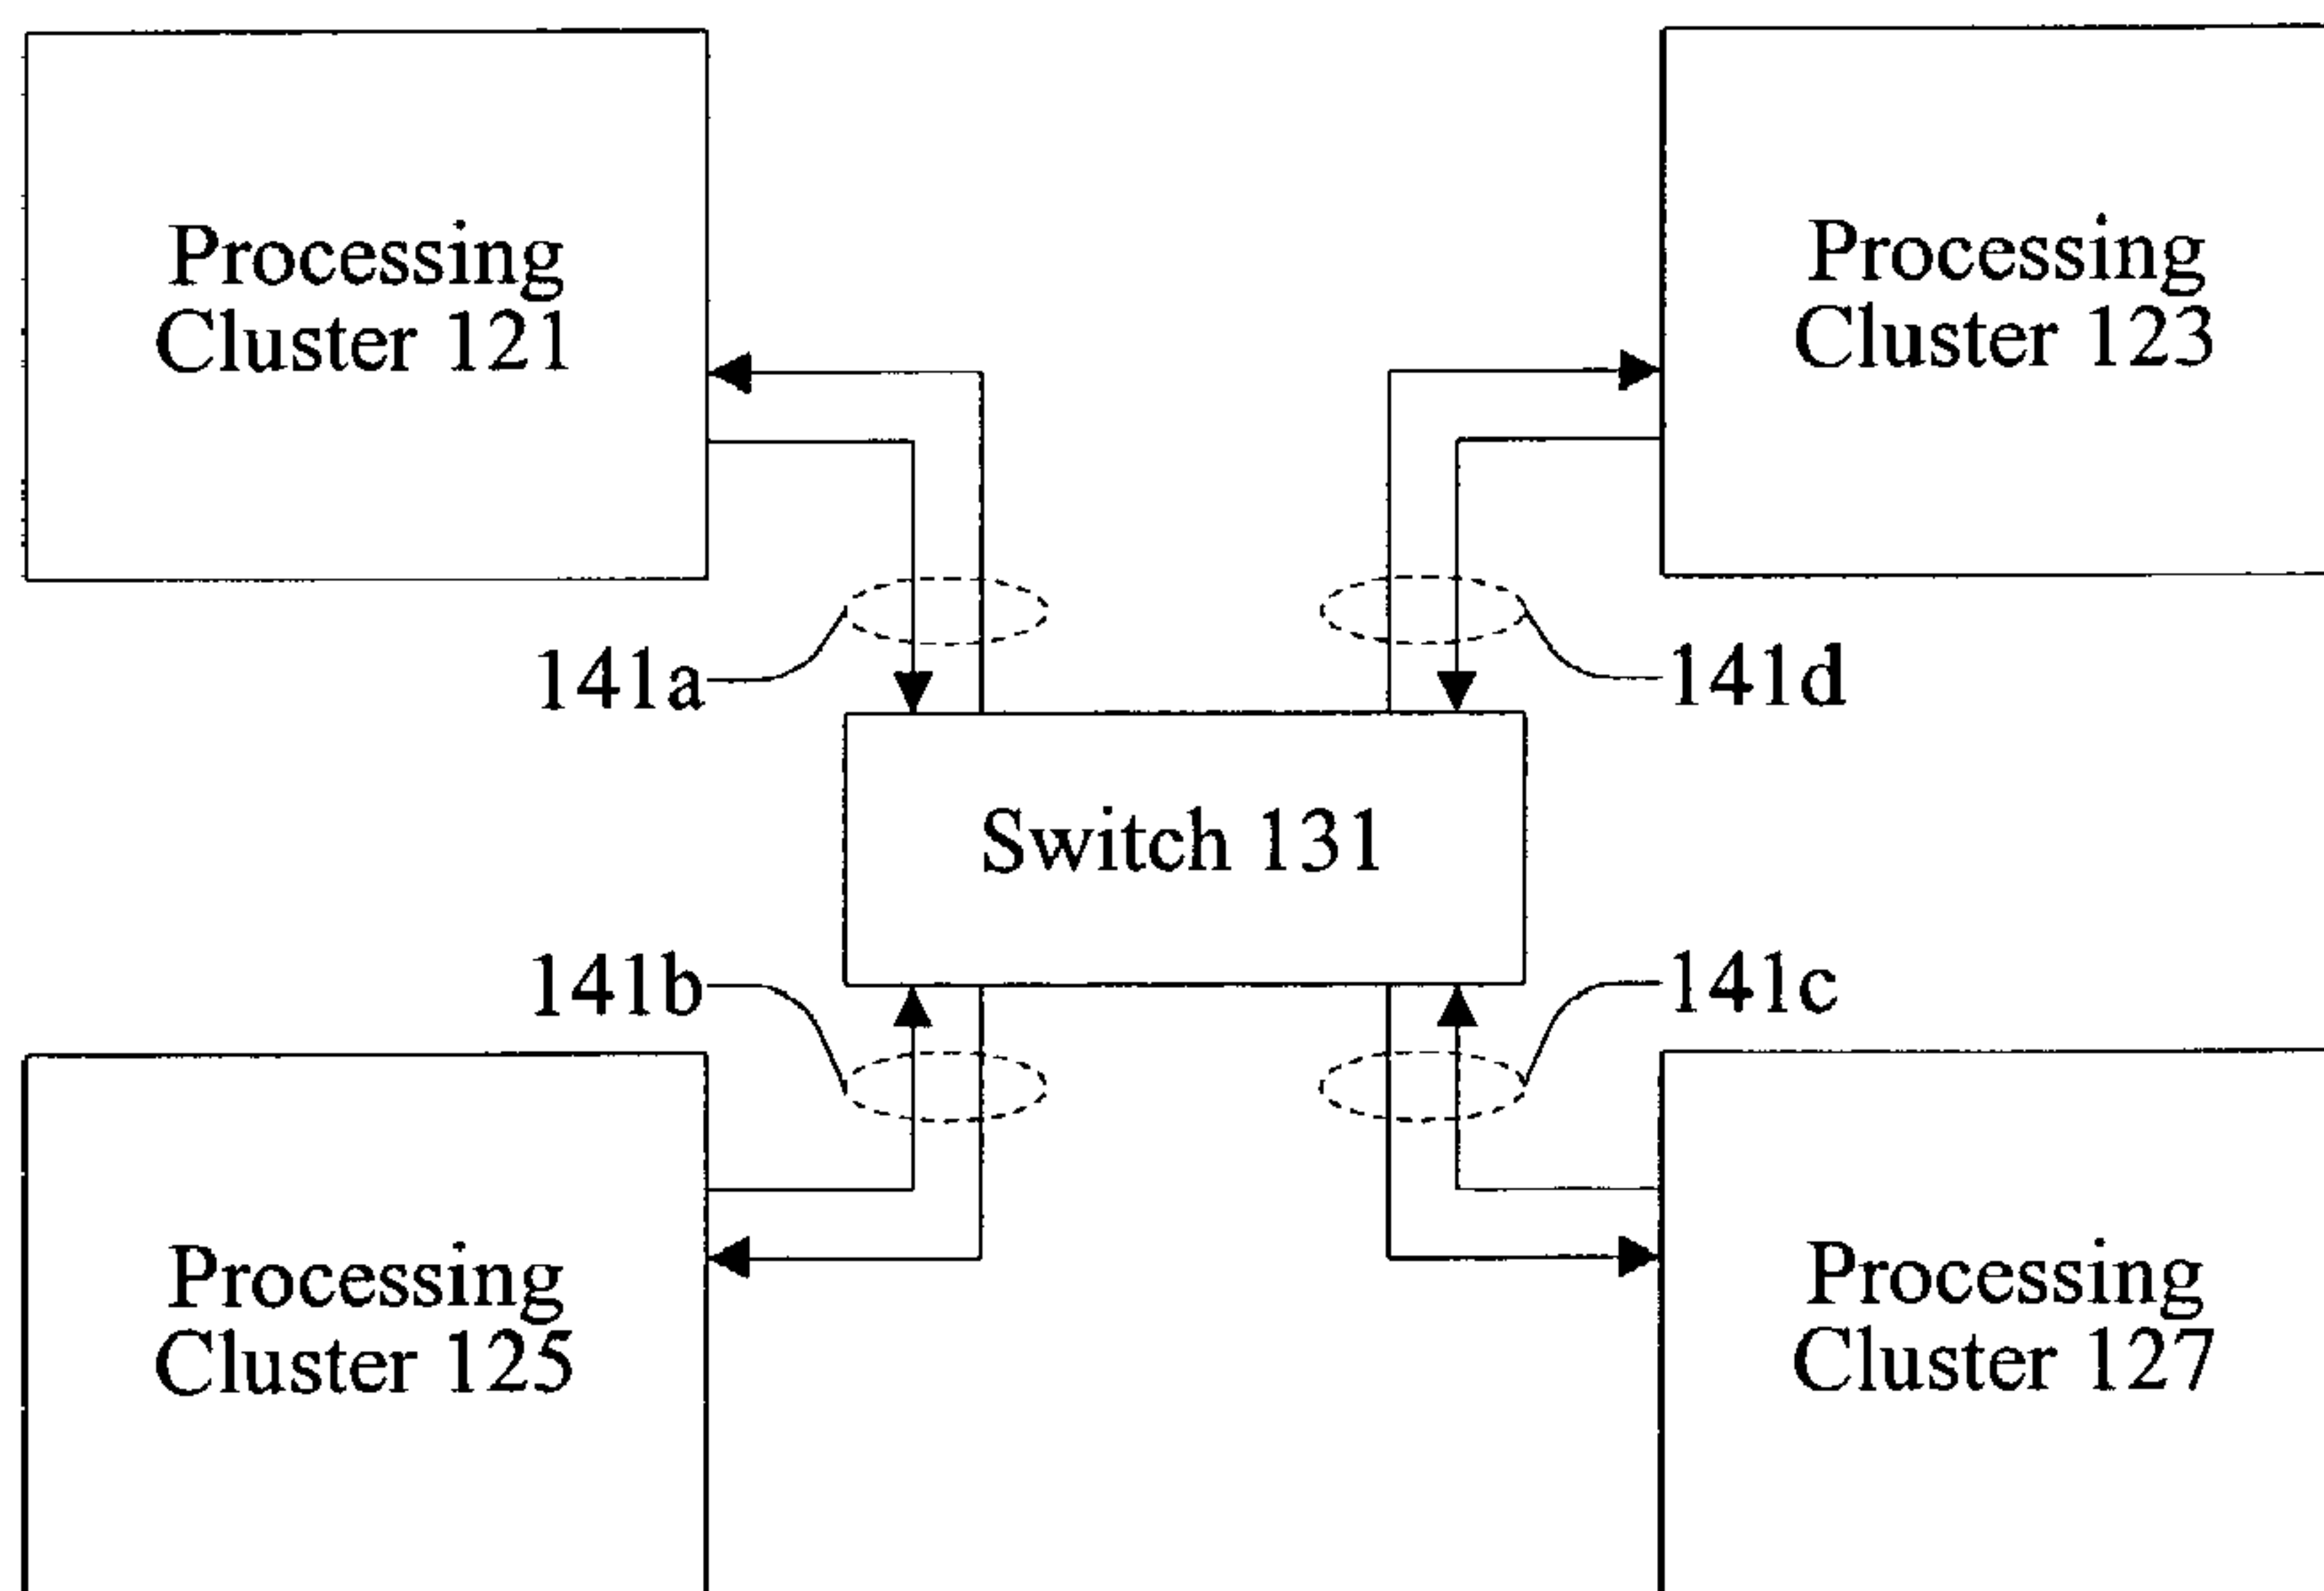 Processing
Cluster 121
Processing
Cluster 123
141a
141d
Switch 131
141b
141c
Processing
Cluster 125
Processing
Cluster 127